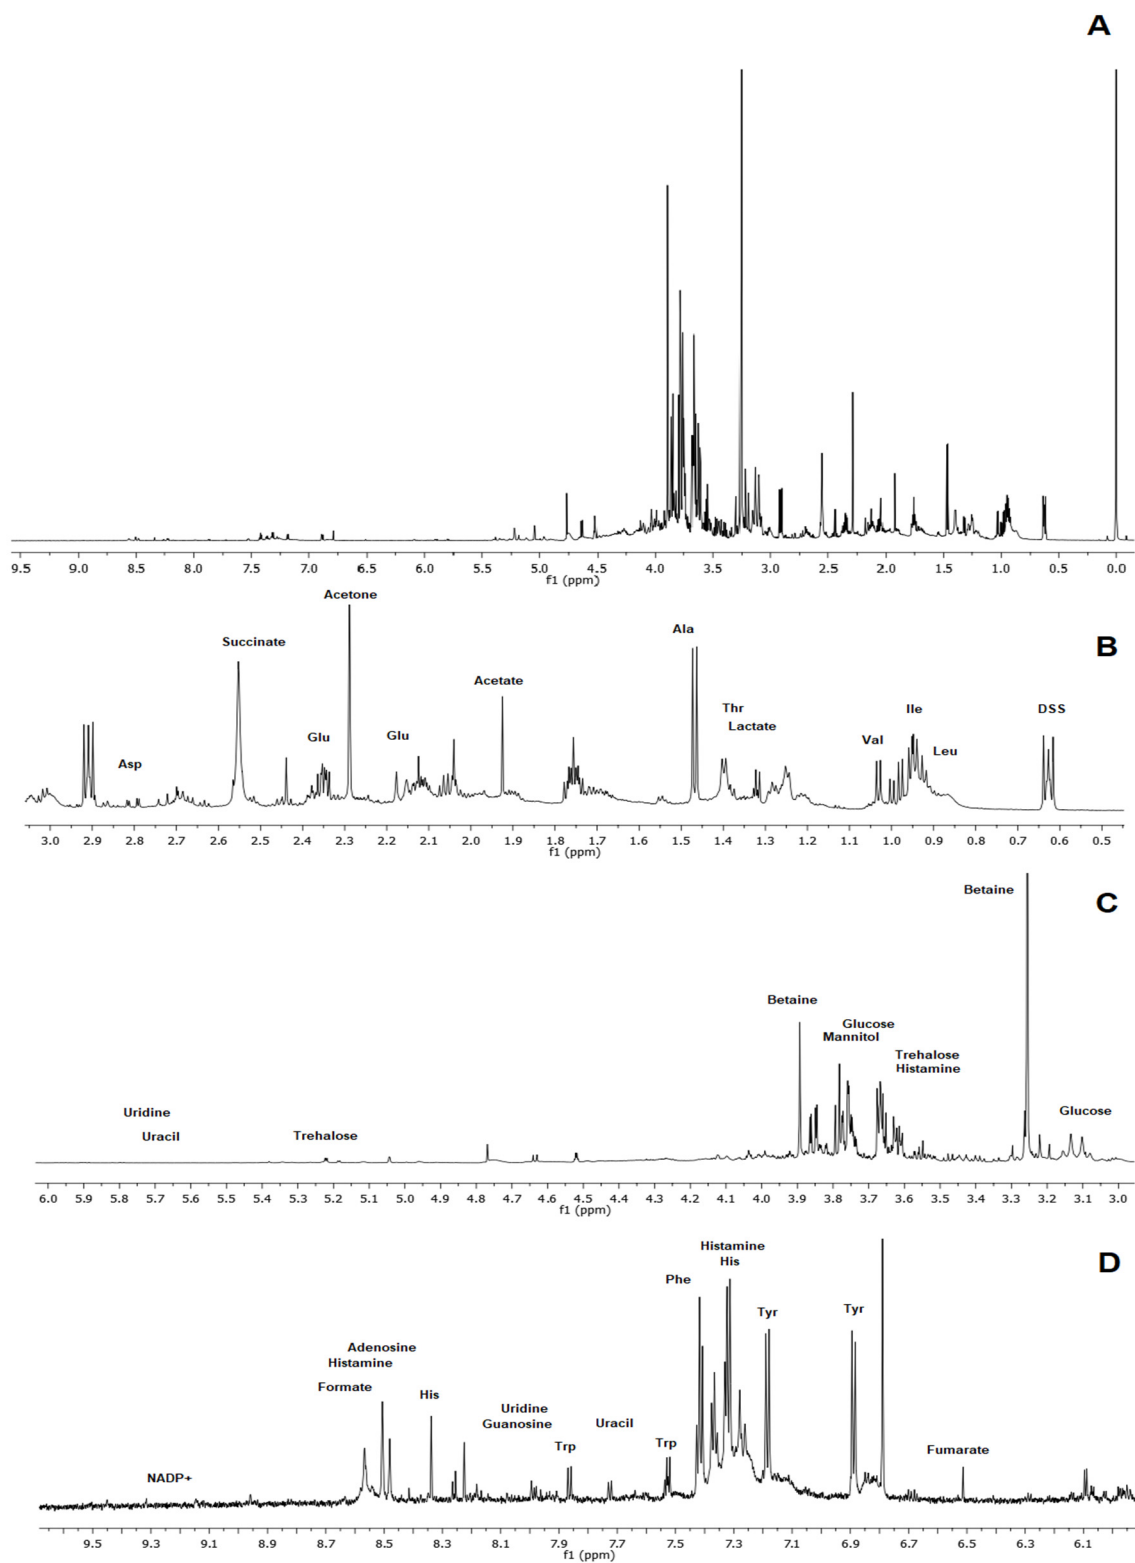 A
9.5 9.0 8.5 8.0 7.5 7.0 6.5 6.0 5.5 5.0 4.5 4.0 3.5 3.0 2.5 2.0 1.5 1.0 0.5 0.0
f1 (ppm)
B
Acetone
Succinate
Ala
Acetate
Thr
Ile
DSS
Glu
Glu
Lactate
Val
Leu
Asp
3.0 2.9 2.8 2.7 2.6 2.5 2.4 2.3 2.2 2.1 2.0 1.9 1.8 1.7 1.6 1.5 1.4 1.3 1.2 1.1 1.0 0.9 0.8 0.7 0.6 0.5
f1 (ppm)
C
Betaine
Betaine
Glucose
Mannitol
Trehalose
Histamine
Uridine
Glucose
Uracil
Trehalose
6.0 5.9 5.8 5.7 5.6 5.5 5.4 5.3 5.2 5.1 5.0 4.9 4.8 4.7 4.6 4.5 4.4 4.3 4.2 4.1 4.0 3.9 3.8 3.7 3.6 3.5 3.4 3.3 3.2 3.1 3.0
f1 (ppm)
D
Histamine
His
Phe
Tyr
Tyr
Adenosine
Histamine
Formate
His
Uridine
Guanosine
Uracil
Trp
Trp
Fumarate
NADP+
9.5 9.3 9.1 8.9 8.7 8.5 8.3 8.1 7.9 7.7 7.5 7.3 7.1 6.9 6.7 6.5 6.3 6.1
f1 (ppm)